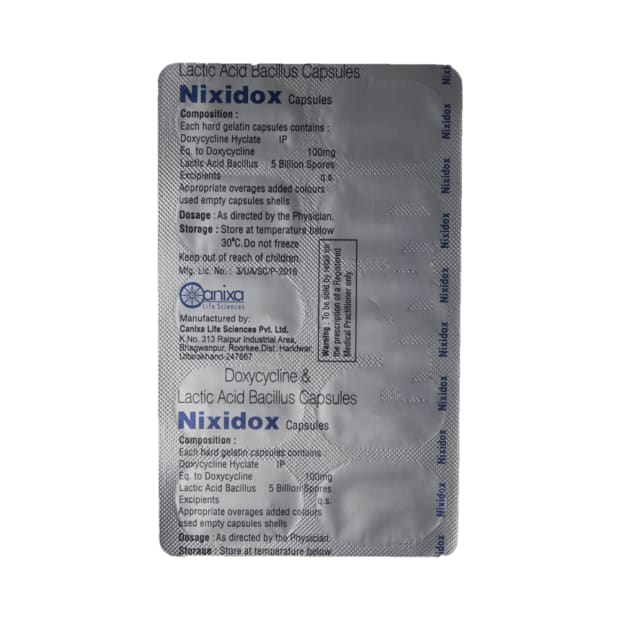 Lactic Acid Bacillus Capsules
Nixidox Capsules
Composition :
Each hard gelatin capsules contains :
Doxycycline Hyclate IP
Eq. to Doxycycline 100mg
Lactic Acid Bacillus 5 Billion Spores
Excipients q.s.
Appropriate overages added colours
used empty capsules shells
Dosage : As directed by the Physician.
Storage : Store at temperature below
30°C.Do not freeze
Keep out of reach of children.
Mfg. Lic. No. : 3/UA/SC/P-2016
Canixa
Life Sciences
Manufactured by:
Canixa Life Sciences Pvt. Ltd.
K.No. 313 Raipur Industrial Area,
Bhagwanpur, Roorkee,Dist. Haridwar,
Uttarakhand-247667
Warning : To be sold by retail on
the prescription of a Registered
Medical Practitioner only.
Doxycycline &
Lactic Acid Bacillus Capsules
Nixidox Capsules
Composition :
Each hard gelatin capsules contains
Doxycycline Hyclate IP
Eq. to Doxycycline 100mg
Lactic Acid Bacillus 5 Billion Spores
Excipients q.s.
Appropriate overages added colours
used empty capsules shells
Dosage : As directed by the Physician.
Storage : Store at temperature below
Nixidox
Nixidox
Nixidox
Nixidox
Nixidox
Nixidox
Nixidox
Nixidox